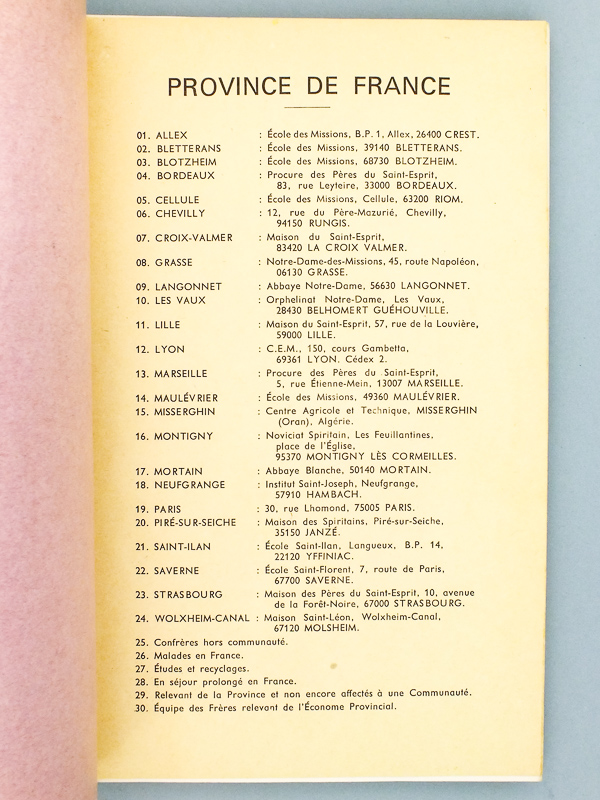 PROVINCE DE FRANCE
01. ALLEX : École des Missions, B.P. 1, Allex, 26400 CREST.
02. BLETTERANS : École des Missions, 39140 BLETTERANS.
03. BLOTZHEIM : École des Missions, 68730 BLOTZHEIM.
04. BORDEAUX : Procure des Pères du Saint-Esprit,
83, rue Leyteire, 33000 BORDEAUX.
05. CELLULE : École des Missions, Cellule, 63200 RIOM.
06. CHEVILLY : 12, rue du Père-Mazurié, Chevilly,
94150 RUNGIS.
07. CROIX-VALMER : Maison du Saint-Esprit,
83420 LA CROIX VALMER.
08. GRASSE : Notre-Dame-des-Missions, 45, route Napoléon,
06130 GRASSE.
09. LANGONNET : Abbaye Notre-Dame, 56630 LANGONNET.
10. LES VAUX : Orphelinat Notre-Dame, Les Vaux,
28430 BELHOMERT GUÉHOUVILLE.
11. LILLE : Maison du Saint-Esprit, 57, rue de la Louvière,
59000 LILLE.
12. LYON : C.E.M., 150, cours Gambetta,
69361 LYON. Cédex 2.
13. MARSEILLE : Procure des Pères du Saint-Esprit,
5, rue Étienne-Mein, 13007 MARSEILLE.
14. MAULÉVRIER : École des Missions, 49360 MAULÉVRIER.
15. MISSERGHIN : Centre Agricole et Technique, MISSERGHIN
(Oran), Algérie.
16. MONTIGNY : Noviciat Spiritain, Les Feuillantines,
place de l'Église,
95370 MONTIGNY LÈS CORMEILLES.
17. MORTAIN : Abbaye Blanche, 50140 MORTAIN.
18. NEUFGRANGE : Institut Saint-Joseph, Neufgrange,
57910 HAMBACH.
19. PARIS : 30, rue Lhomond, 75005 PARIS.
20. PIRÉ-SUR-SEICHE : Maison des Spiritains, Piré-sur-Seiche,
35150 JANZÉ.
21. SAINT-ILAN : École Saint-Ilan, Langueux, B.P. 14,
22120 YFFINIAC.
22. SAVERNE : École Saint-Florent, 7, route de Paris,
67700 SAVERNE.
23. STRASBOURG : Maison des Pères du Saint-Esprit, 10, avenue
de la Forêt-Noire, 67000 STRASBOURG.
24. WOLXHEIM-CANAL : Maison Saint-Léon, Wolxheim-Canal,
67120 MOLSHEIM.
25. Confrères hors communauté.
26. Malades en France.
27. Études et recyclages.
28. En séjour prolongé en France.
29. Relevant de la Province et non encore affectés à une Communauté.
30. Équipe des Frères relevant de l'Économe Provincial.